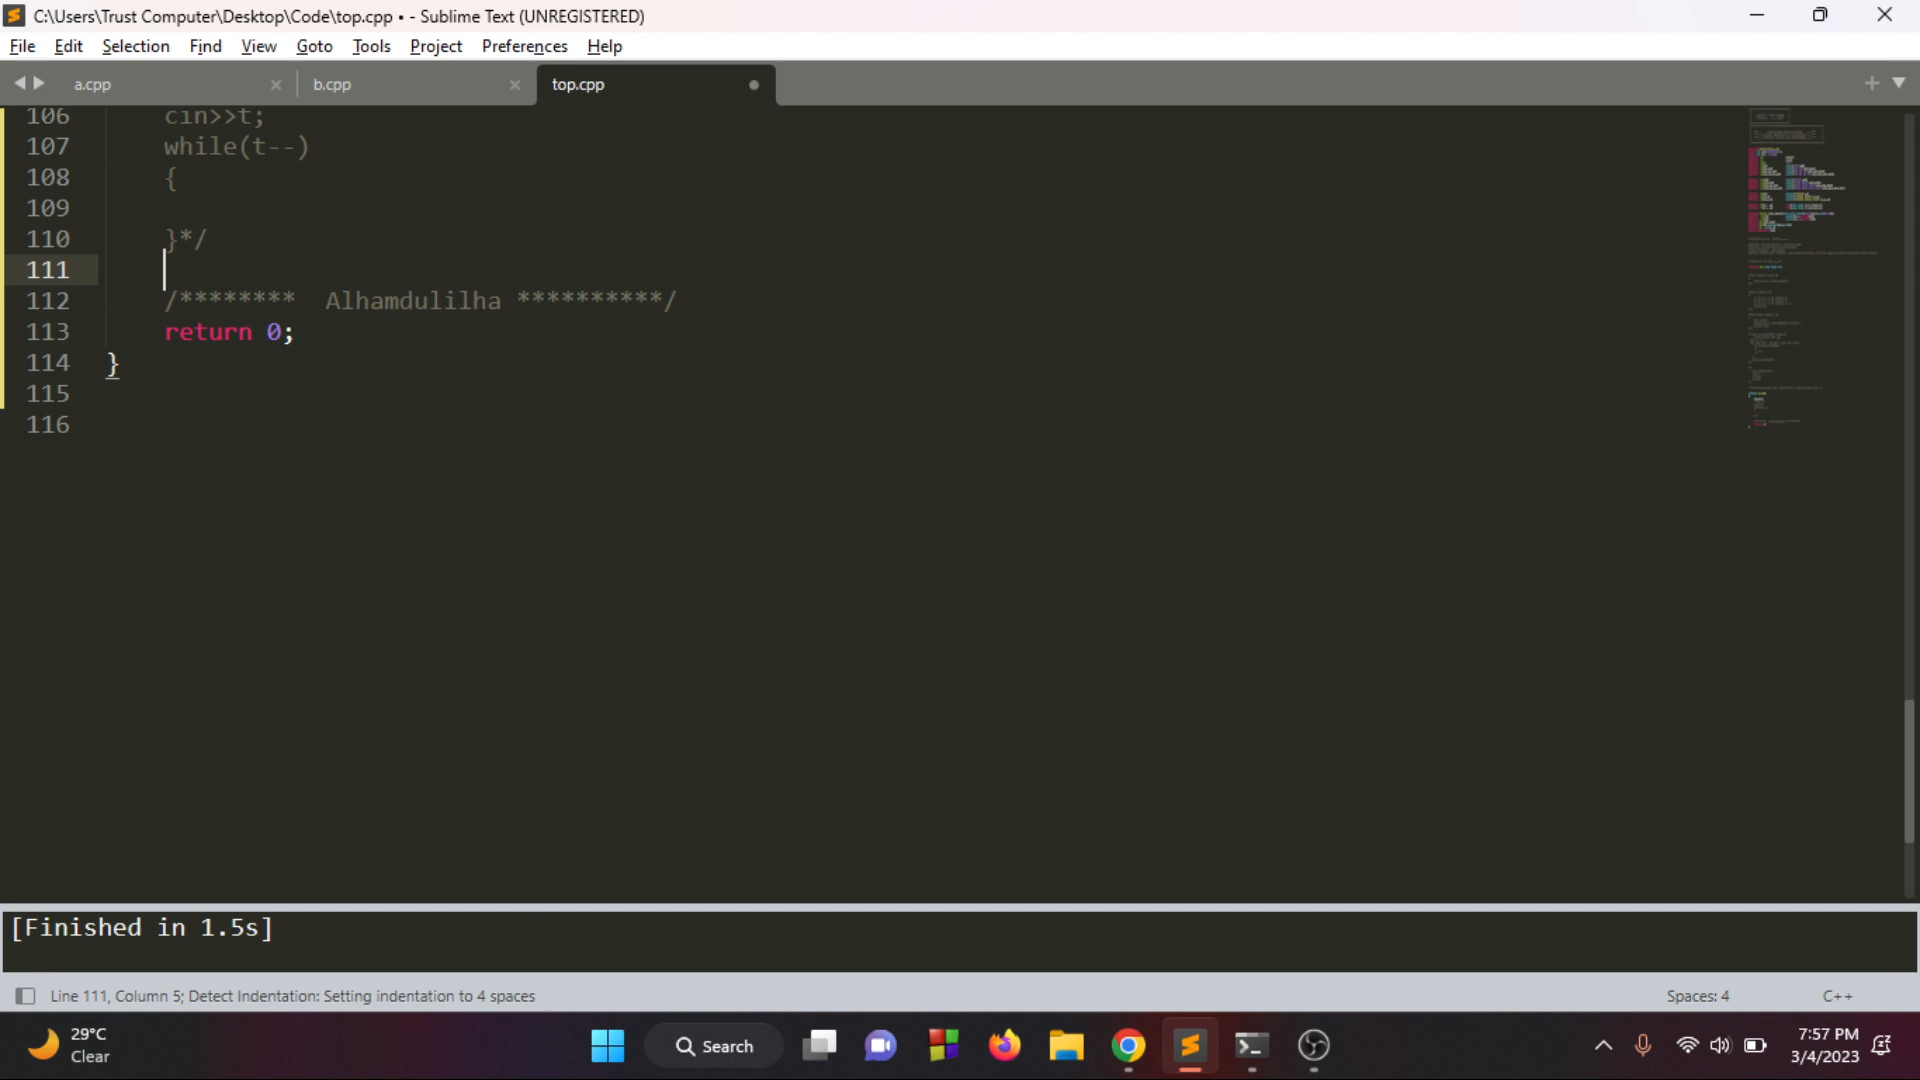 C:\Users\Trust Computer\Desktop\Code\top.cpp • - Sublime Text (UNREGISTERED)
File Edit Selection Find View Goto Tools Project Preferences Help
a.cpp b.cpp top.cpp
106 cin>>t;
107 while(t--)
108 {
109
110 }*/
111
112 /******** Alhamdulilha **********/
113 return 0;
114 }
115
116
[Finished in 1.5s]
Line 111, Column 5; Detect Indentation: Setting indentation to 4 spaces Spaces: 4 C++
29°C
Clear
Search
7:57 PM
3/4/2023